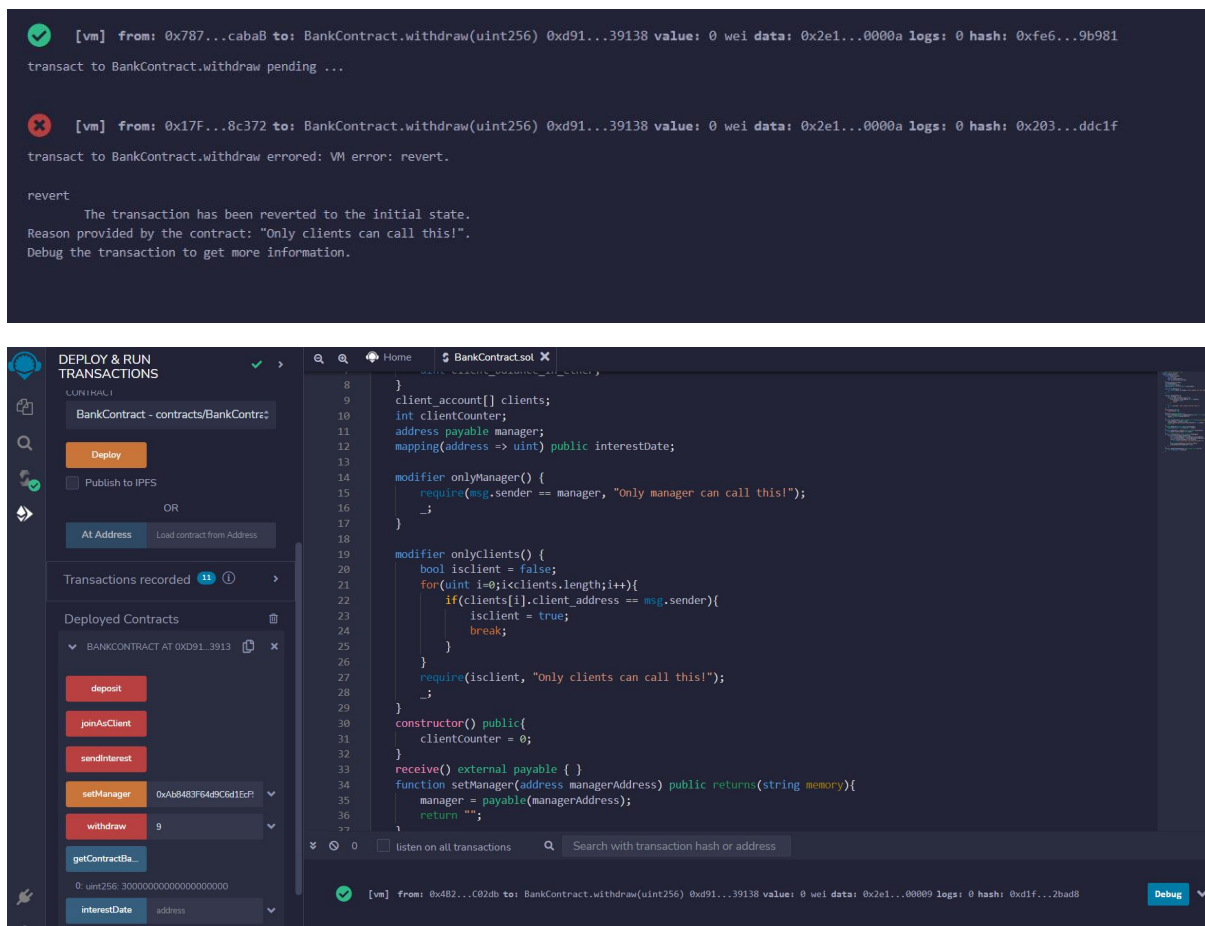 [vm] from: 0x787...cabaB to: BankContract.withdraw(uint256) 0xd91...39138 value: 0 wei data: 0x2e1...0000a logs: 0 hash: 0xfe6...9b981
transact to BankContract.withdraw pending ...
[vm] from: 0x17F...8c372 to: BankContract.withdraw(uint256) 0xd91...39138 value: 0 wei data: 0x2e1...0000a logs: 0 hash: 0x203...ddc1f
transact to BankContract.withdraw errored: VM error: revert.
revert
The transaction has been reverted to the initial state.
Reason provided by the contract: "Only clients can call this!".
Debug the transaction to get more information.
DEPLOY & RUN
TRANSACTIONS
CONTRACT
BankContract - contracts/BankContra
Deploy
Publish to IPFS
OR
At Address Load contract from Address
Transactions recorded 11
Deployed Contracts
BANKCONTRACT AT 0XD91...3913
deposit
joinAsClient
sendInterest
setManager 0xAb8483F64d9C6d1EcF
withdraw 9
getContractBa...
0: uint256: 30000000000000000000
interestDate address
Home BankContract.sol
uint client_balance_in_ether;
8 }
9 client_account[] clients;
10 int clientCounter;
11 address payable manager;
12 mapping(address => uint) public interestDate;
13
14 modifier onlyManager() {
15 require(msg.sender == manager, "Only manager can call this!");
16 _;
17 }
18
19 modifier onlyClients() {
20 bool isclient = false;
21 for(uint i=0;i<clients.length;i++){
22 if(clients[i].client_address == msg.sender){
23 isclient = true;
24 break;
25 }
26 }
27 require(isclient, "Only clients can call this!");
28 _;
29 }
30 constructor() public{
31 clientCounter = 0;
32 }
33 receive() external payable { }
34 function setManager(address managerAddress) public returns(string memory){
35 manager = payable(managerAddress);
36 return "";
37 }
0 listen on all transactions Search with transaction hash or address
[vm] from: 0x4B2...C02db to: BankContract.withdraw(uint256) 0xd91...39138 value: 0 wei data: 0x2e1...00009 logs: 0 hash: 0xd1f...2bad8 Debug